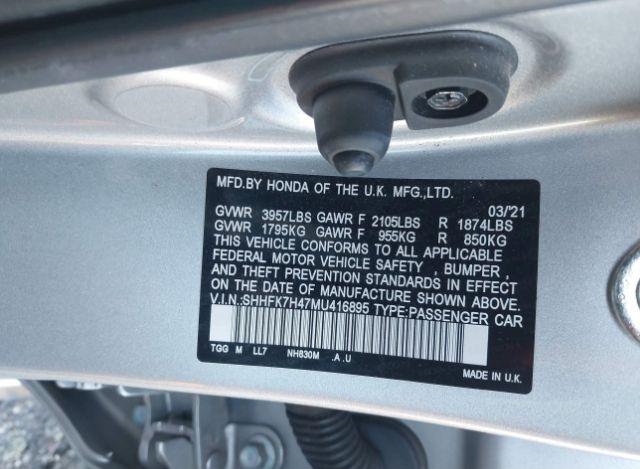 MFD.BY HONDA OF THE U.K. MFG.,LTD.
03/'21
GVWR 3957LBS GAWR F 2105LBS R 1874LBS
GVWR 1795KG GAWR F 955KG R 850KG
THIS VEHICLE CONFORMS TO ALL APPLICABLE
FEDERAL MOTOR VEHICLE SAFETY , BUMPER ,
AND THEFT PREVENTION STANDARDS IN EFFECT
ON THE DATE OF MANUFACTURE SHOWN ABOVE.
V.I.N.:SHHFK7H47MU416895 TYPE:PASSENGER CAR
TGG M LL7 NH830M .A .U
MADE IN U.K.